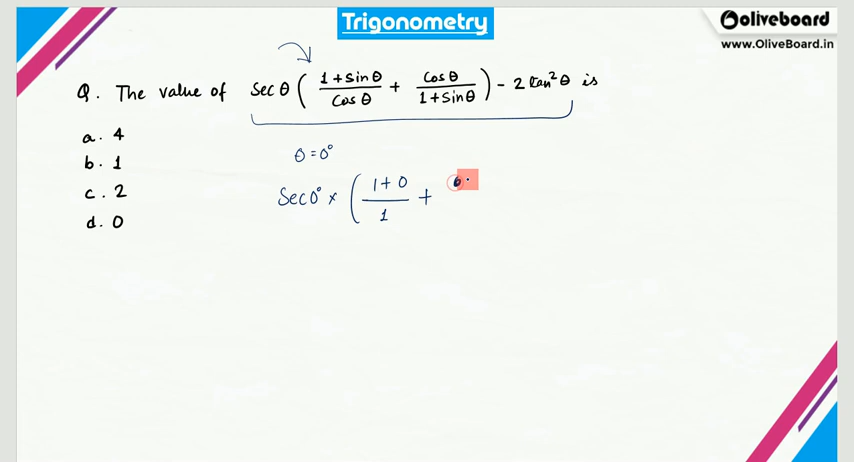 Trigonometry
oliveboard
www.OliveBoard.in
Q. The value of Sec θ ( (1 + Sin θ)/(Cos θ) + (Cos θ)/(1 + Sin θ) ) - 2 tan² θ is
a. 4
b. 1
c. 2
d. 0
θ = 0°
Sec 0° × ( (1 + 0)/1 +